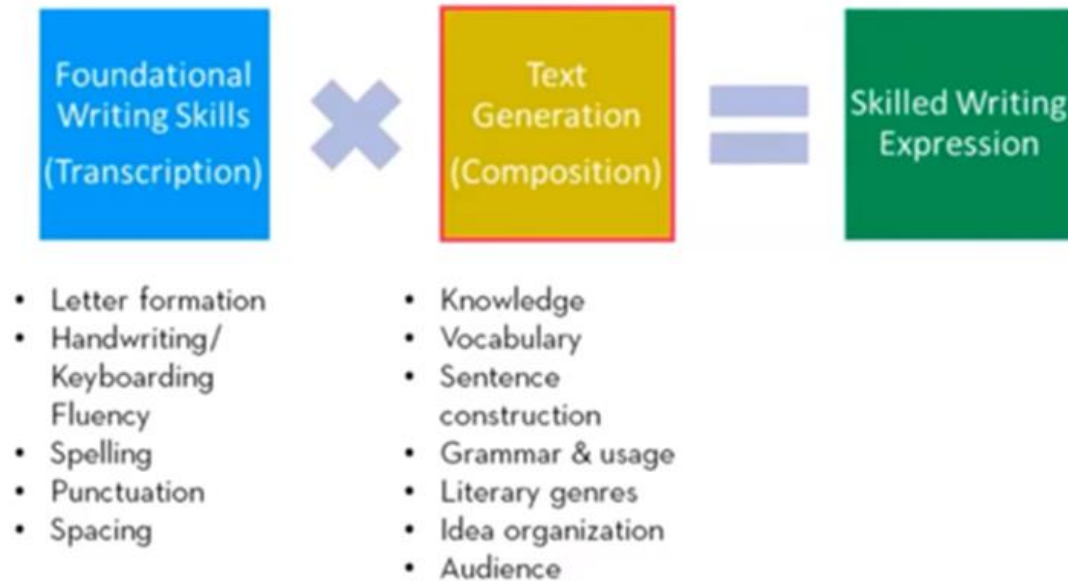 Foundational
Writing Skills
(Transcription)
Text
Generation
(Composition)
Skilled Writing
Expression
• Letter formation
• Handwriting/
Keyboarding
Fluency
• Spelling
• Punctuation
• Spacing
• Knowledge
• Vocabulary
• Sentence
construction
• Grammar & usage
• Literary genres
• Idea organization
• Audience